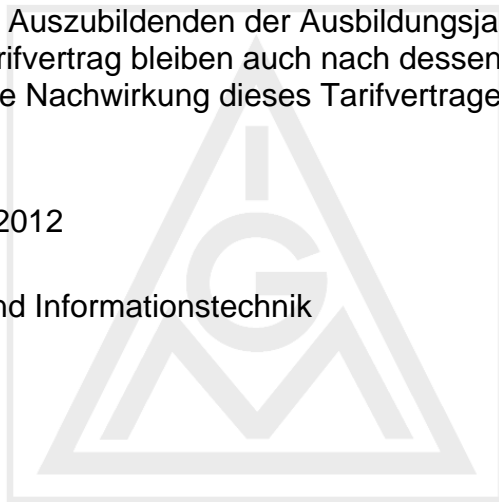 Auszubildenden der Ausbildungsja
rifvertrag bleiben auch nach dessen
e Nachwirkung dieses Tarifvertrage
2012
nd Informationstechnik
I
G
M